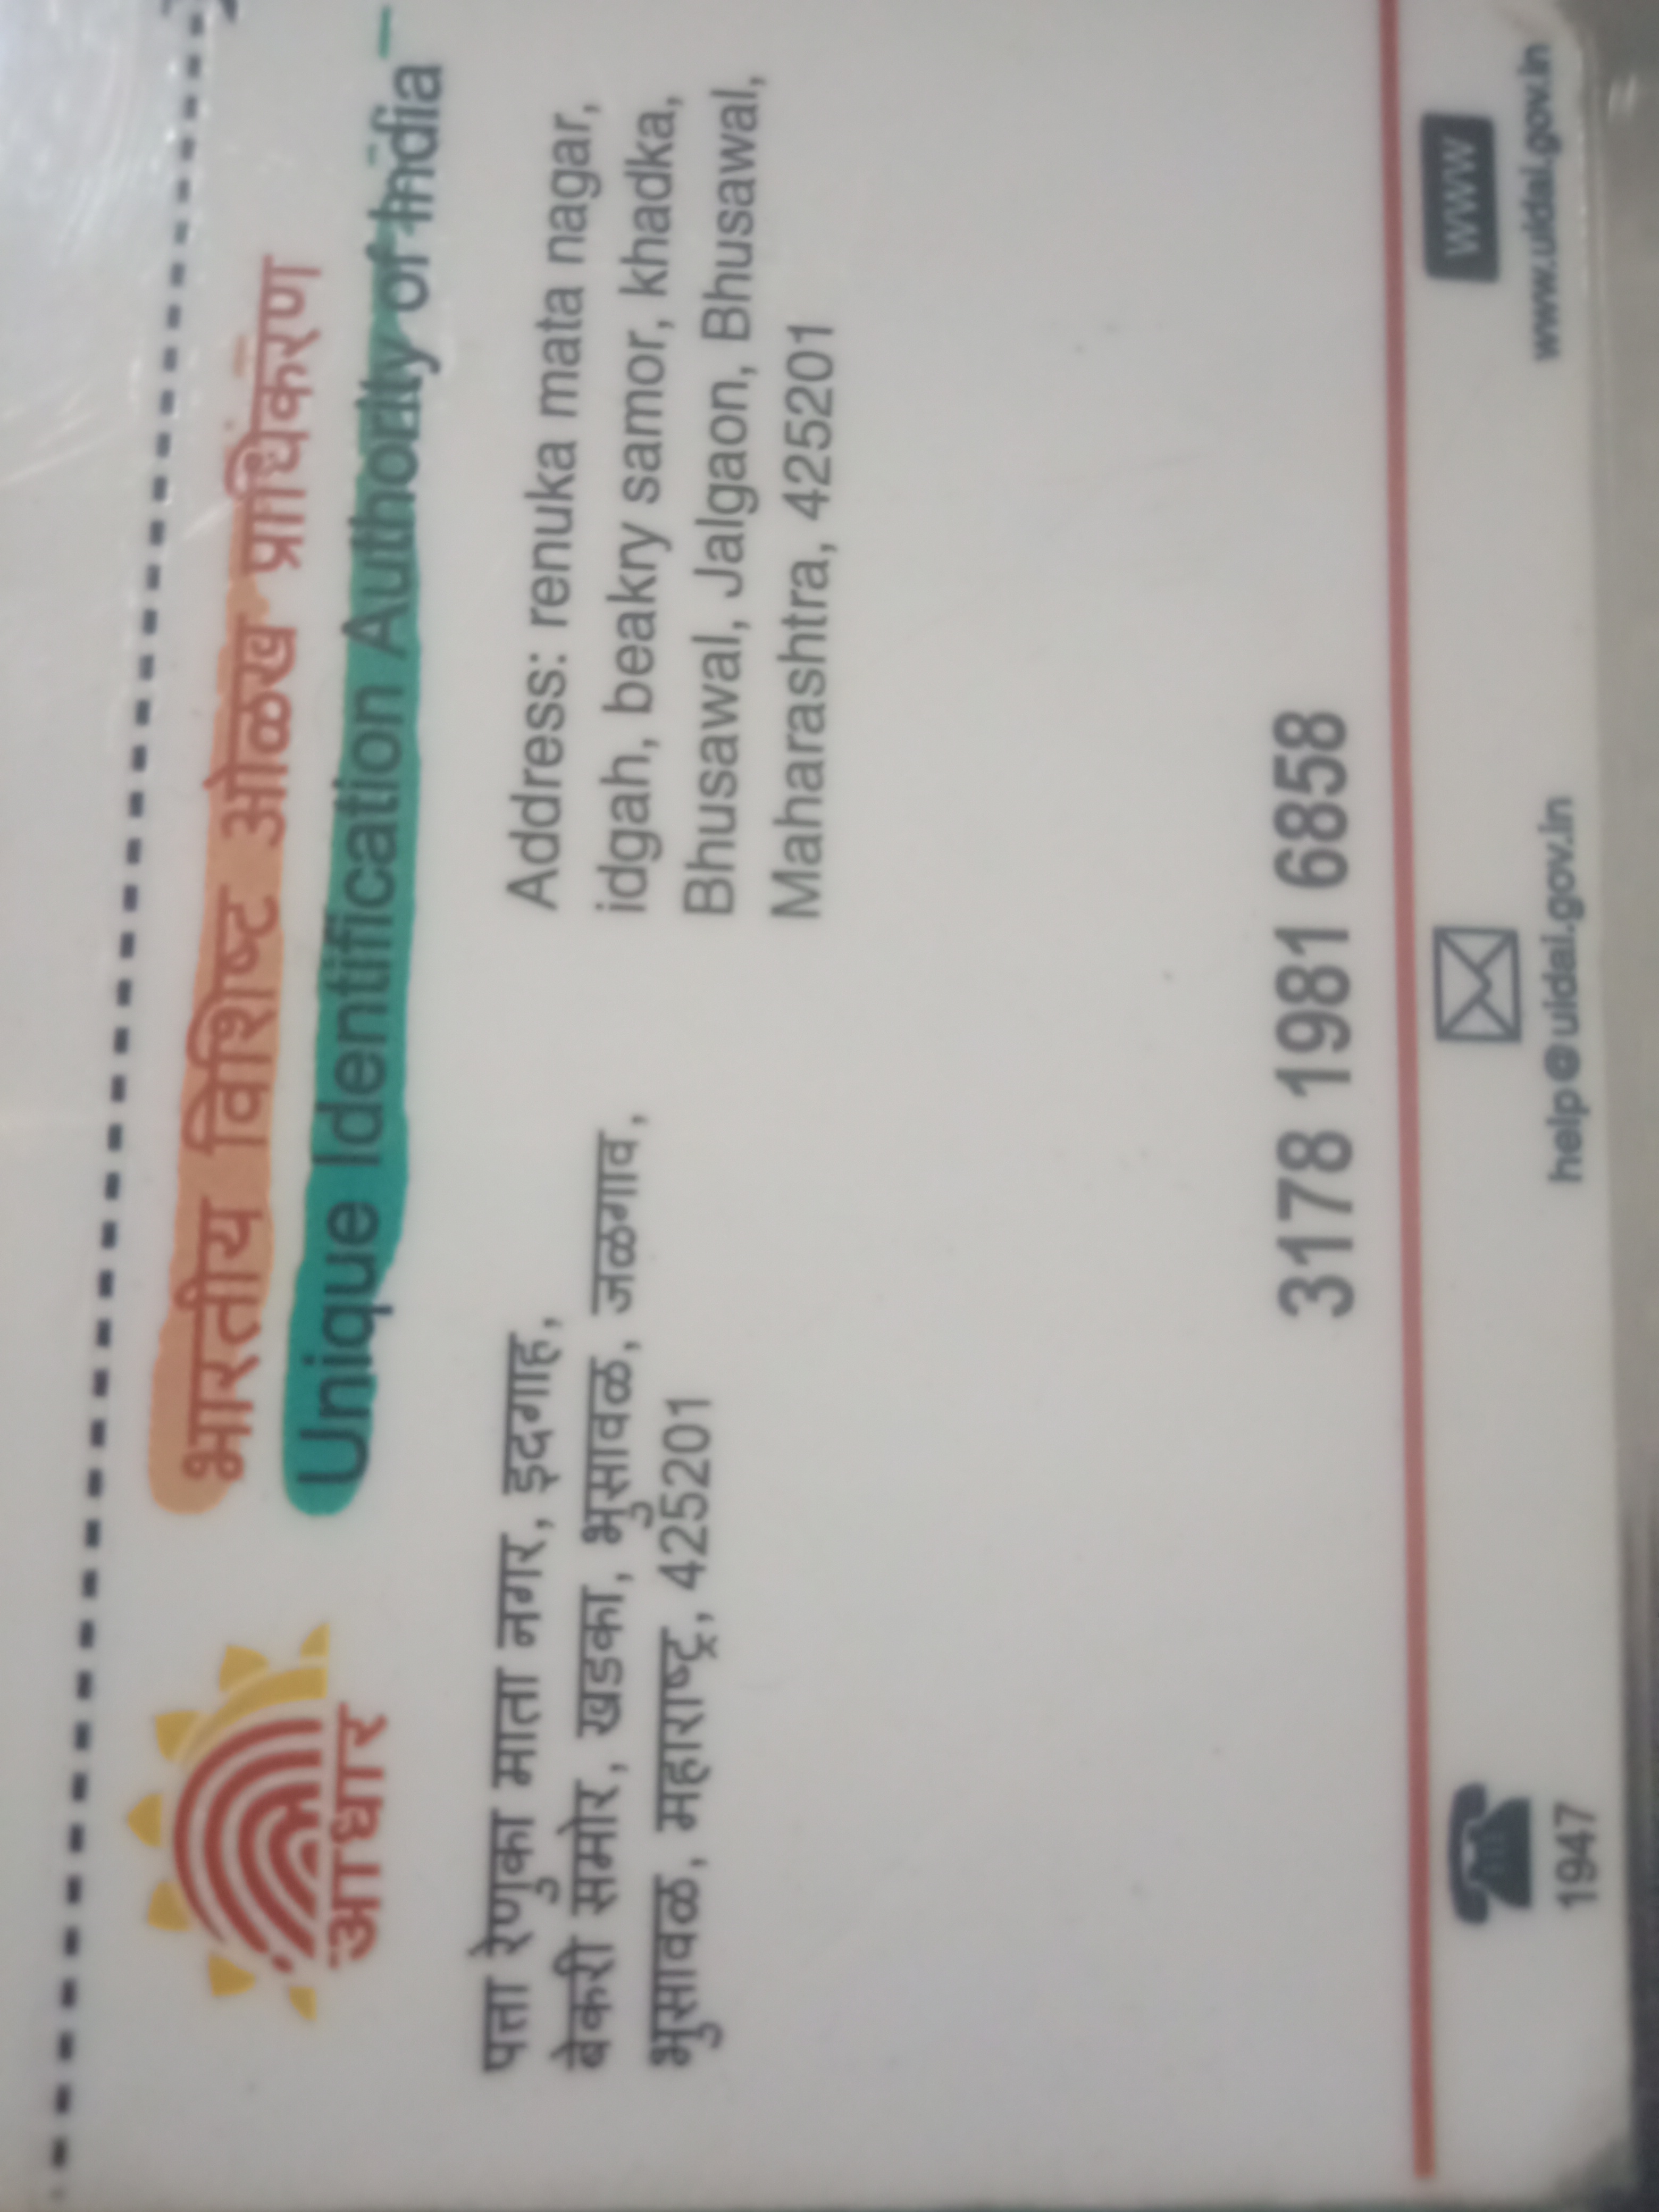 आधार
भारतीय विशिष्ट ओळख प्राधिकरण
Unique Identification Authority of India
पत्ता रेणुका माता नगर, इदगाह,
बेकरी समोर, खडका, भुसावळ, जळगाव,
भुसावळ, महाराष्ट्र, 425201
Address: renuka mata nagar,
idgah, beakry samor, khadka,
Bhusawal, Jalgaon, Bhusawal,
Maharashtra, 425201
3178 1981 6858
1947
help@uidai.gov.in
WWW
www.uidai.gov.in